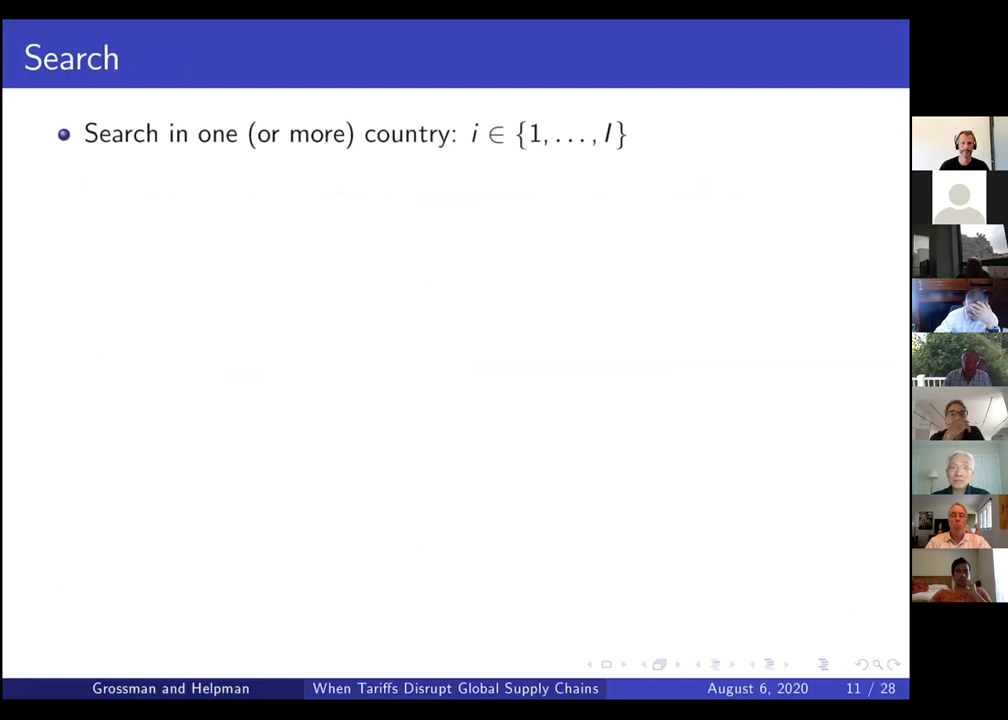 Search
Search in one (or more) country: i ∈ {1, . . . , I}
Grossman and Helpman When Tariffs Disrupt Global Supply Chains August 6, 2020 11 / 28